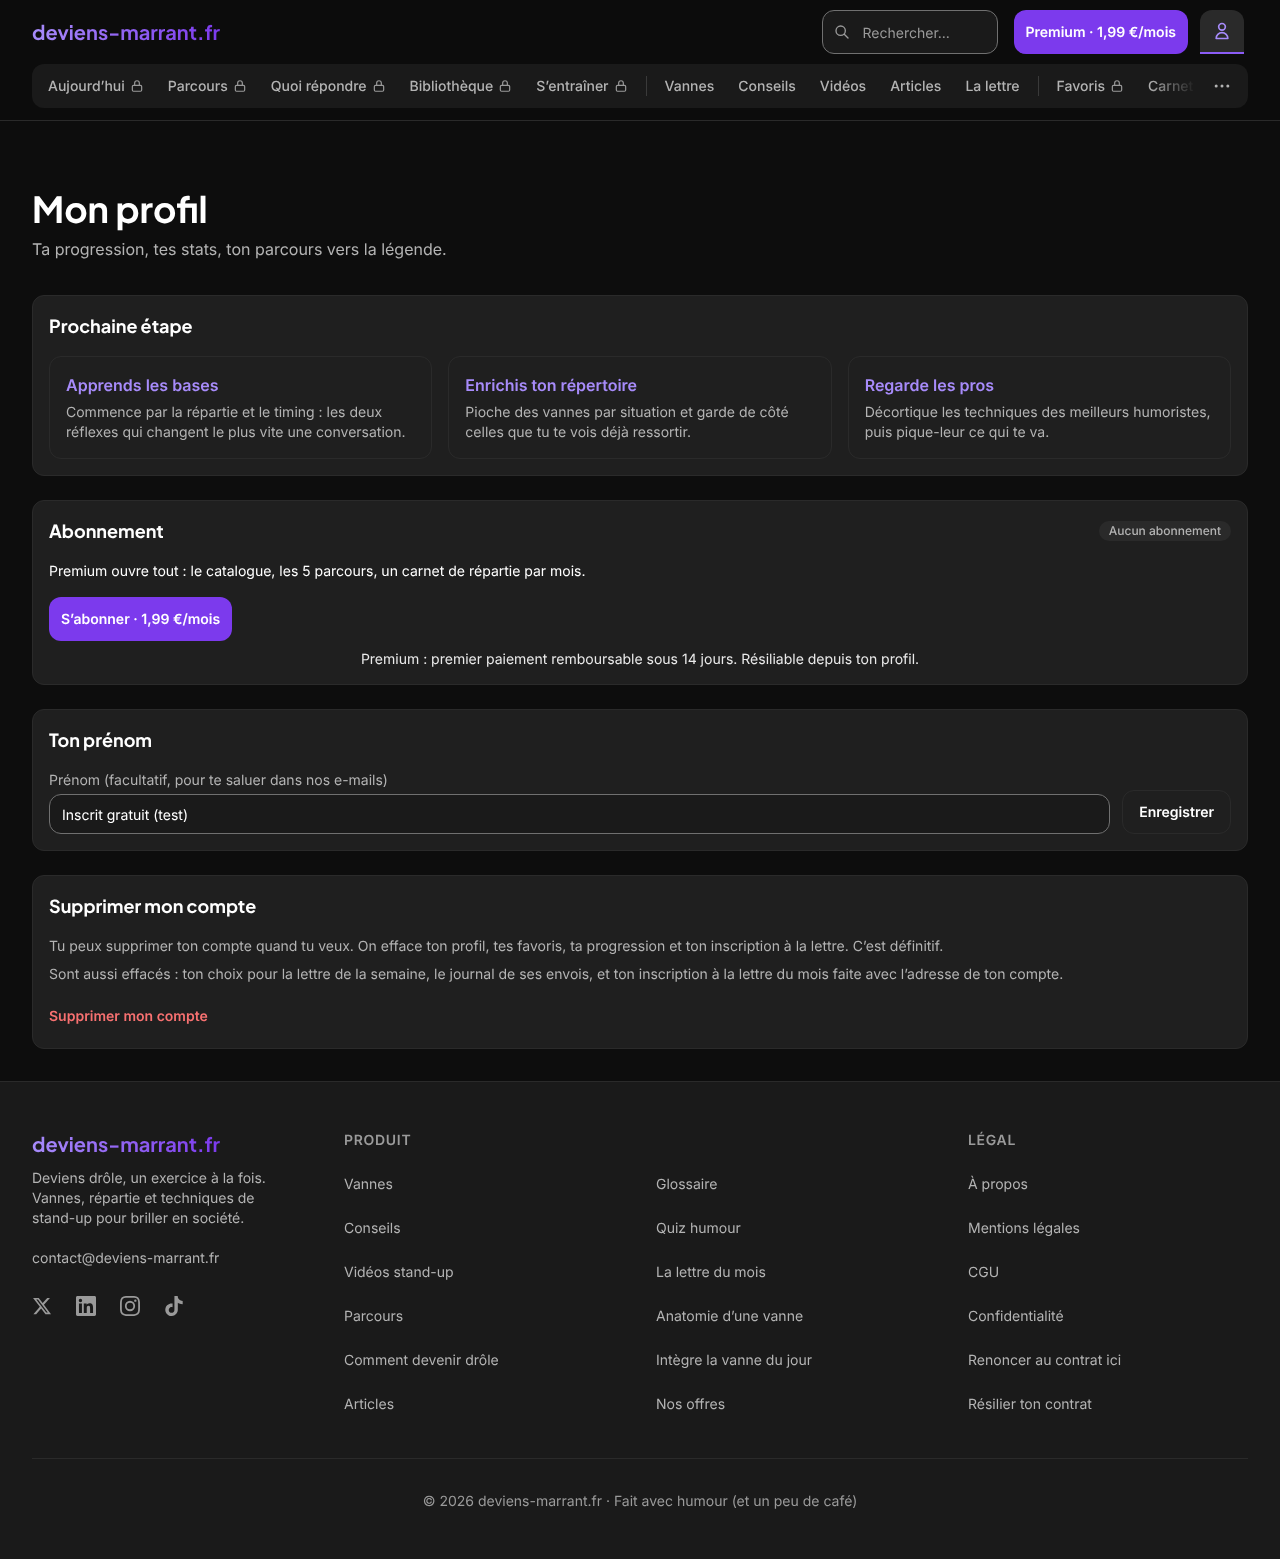 deviens-marrant.fr
Rechercher...
Premium · 1,99 €/mois
Aujourd’hui
Parcours
Quoi répondre
Bibliothèque
S’entraîner
Vannes
Conseils
Vidéos
Articles
La lettre
Favoris
Carnet
Mon profil
Ta progression, tes stats, ton parcours vers la légende.
Prochaine étape
Apprends les bases
Commence par la répartie et le timing : les deux
réflexes qui changent le plus vite une conversation.
Enrichis ton répertoire
Pioche des vannes par situation et garde de côté
celles que tu te vois déjà ressortir.
Regarde les pros
Décortique les techniques des meilleurs humoristes,
puis pique-leur ce qui te va.
Abonnement
Aucun abonnement
Premium ouvre tout : le catalogue, les 5 parcours, un carnet de répartie par mois.
S’abonner · 1,99 €/mois
Premium : premier paiement remboursable sous 14 jours. Résiliable depuis ton profil.
Ton prénom
Prénom (facultatif, pour te saluer dans nos e-mails)
Inscrit gratuit (test)
Enregistrer
Supprimer mon compte
Tu peux supprimer ton compte quand tu veux. On efface ton profil, tes favoris, ta progression et ton inscription à la lettre. C’est définitif.
Sont aussi effacés : ton choix pour la lettre de la semaine, le journal de ses envois, et ton inscription à la lettre du mois faite avec l’adresse de ton compte.
Supprimer mon compte
deviens-marrant.fr
Deviens drôle, un exercice à la fois.
Vannes, répartie et techniques de
stand-up pour briller en société.
contact@deviens-marrant.fr
PRODUIT
Vannes
Conseils
Vidéos stand-up
Parcours
Comment devenir drôle
Articles
Glossaire
Quiz humour
La lettre du mois
Anatomie d’une vanne
Intègre la vanne du jour
Nos offres
LÉGAL
À propos
Mentions légales
CGU
Confidentialité
Renoncer au contrat ici
Résilier ton contrat
© 2026 deviens-marrant.fr · Fait avec humour (et un peu de café)